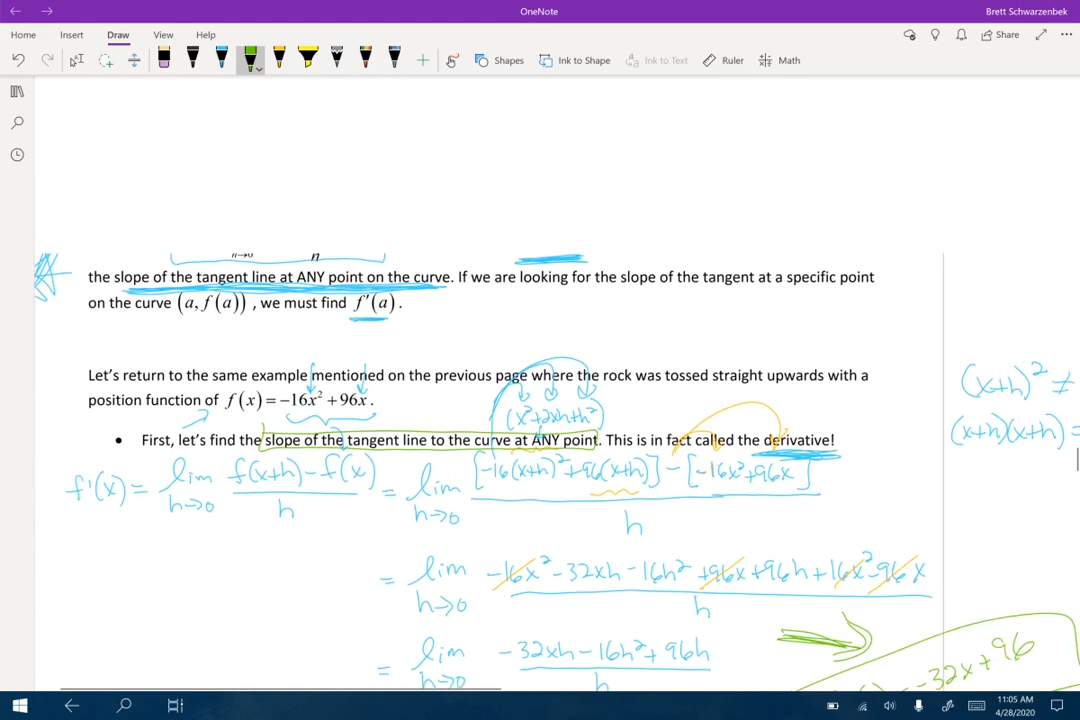 OneNote
Brett Schwarzenbek
Home Insert Draw View Help
Share
Shapes Ink to Shape Ink to Text Ruler Math
h→0 h
the slope of the tangent line at ANY point on the curve. If we are looking for the slope of the tangent at a specific point
on the curve (a, f(a)), we must find f'(a).
Let's return to the same example mentioned on the previous page where the rock was tossed straight upwards with a
position function of f(x) = −16x² + 96x.
(x+h)² ≠
(x²+2xh+h²)
(x+h)(x+h) =
• First, let's find the slope of the tangent line to the curve at ANY point. This is in fact called the derivative!
f'(x) = lim h→0 f(x+h) − f(x) / h = lim h→0 [−16(x+h)² + 96(x+h)] − [−16x² + 96x] / h
= lim h→0 −16x² − 32xh − 16h² + 96x + 96h + 16x² − 96x / h
= lim h→0 −32xh − 16h² + 96h / h
−32x + 96
11:05 AM
4/28/2020